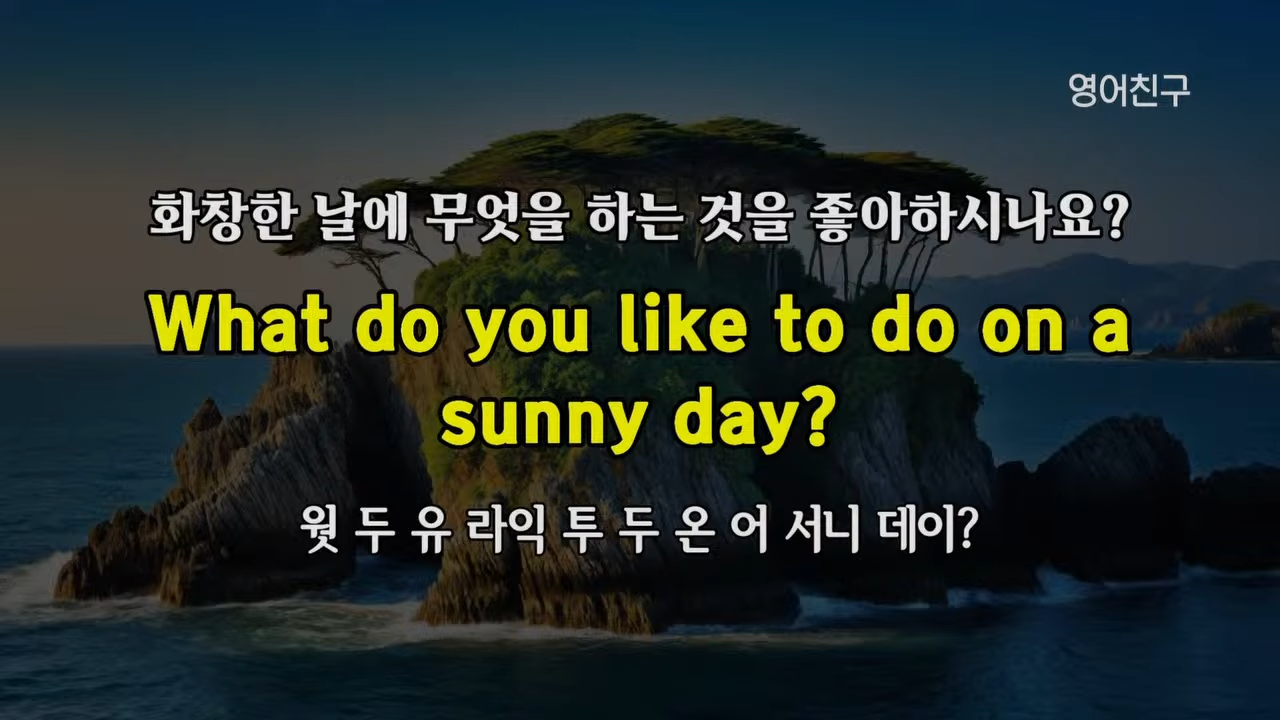 영어친구
화창한 날에 무엇을 하는 것을 좋아하시나요?
What do you like to do on a
sunny day?
웟 두 유 라익 투 두 온 어 서니 데이?